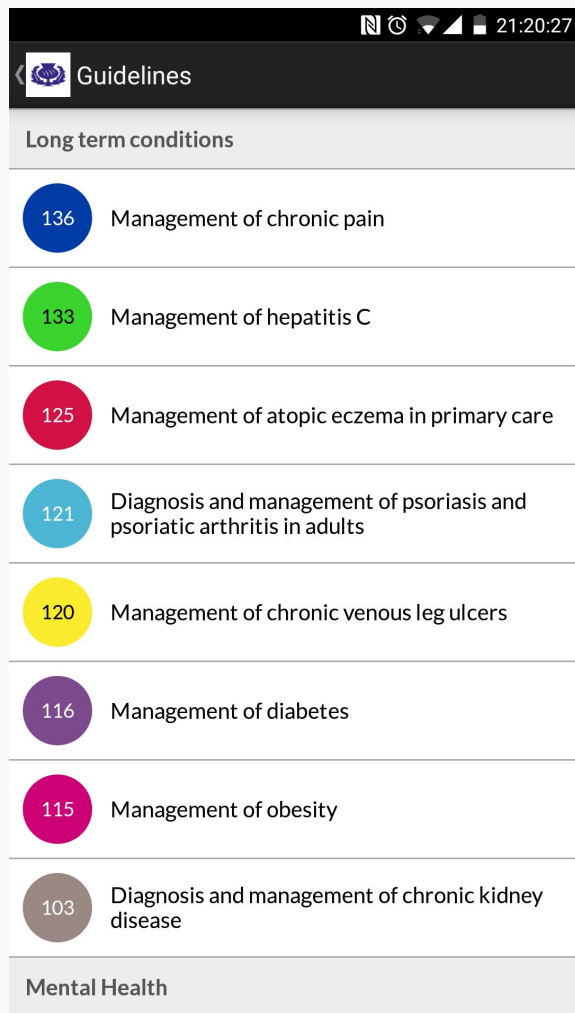 21:20:27
Guidelines
Long term conditions
136
Management of chronic pain
133
Management of hepatitis C
125
Management of atopic eczema in primary care
121
Diagnosis and management of psoriasis and
psoriatic arthritis in adults
120
Management of chronic venous leg ulcers
116
Management of diabetes
115
Management of obesity
103
Diagnosis and management of chronic kidney
disease
Mental Health